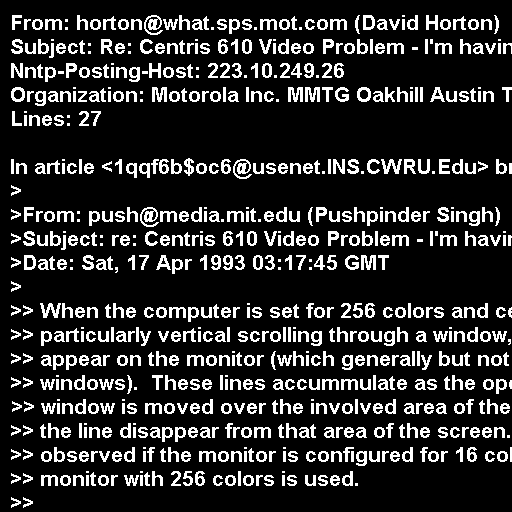 From: horton@what.sps.mot.com (David Horton)
Subject: Re: Centris 610 Video Problem - I'm
Nntp-Posting-Host: 223.10.249.26
Organization: Motorola Inc. MMTG Oakhill Austin
Lines: 27

In article <1qqf6b$oc6@usenet.INS.CWRU.Edu>
>
>From: push@media.mit.edu (Pushpinder Singh)
>Subject: re: Centris 610 Video Problem - I'm
>Date: Sat, 17 Apr 1993 03:17:45 GMT
>
>> When the computer is set for 256 colors and
>> particularly vertical scrolling through a window,
>> appear on the monitor (which generally but not
>> windows).  These lines accummulate as the
>> window is moved over the involved area of the
>> the line disappear from that area of the screen.
>> observed if the monitor is configured for 16
>> monitor with 256 colors is used.
>>